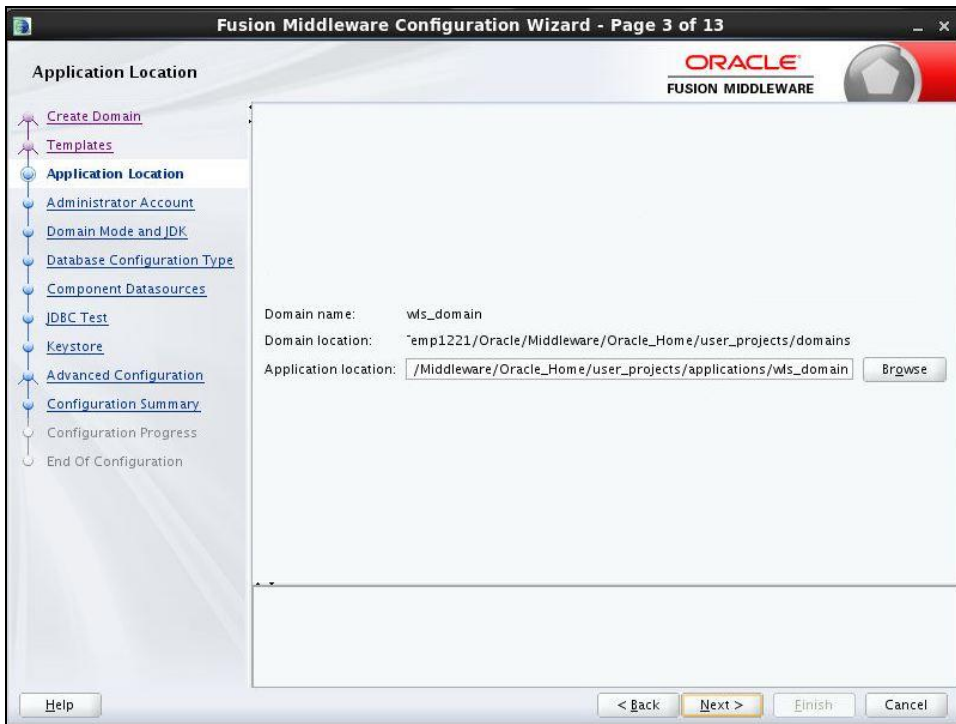 Fusion Middleware Configuration Wizard - Page 3 of 13
Application Location
ORACLE
FUSION MIDDLEWARE
Create Domain
Templates
Application Location
Administrator Account
Domain Mode and JDK
Database Configuration Type
Component Datasources
JDBC Test
Keystore
Advanced Configuration
Configuration Summary
Configuration Progress
End Of Configuration
Domain name: wls_domain
Domain location: emp1221/Oracle/Middleware/Oracle_Home/user_projects/domains
Application location: /Middleware/Oracle_Home/user_projects/applications/wls_domain Browse
Help < Back Next > Finish Cancel